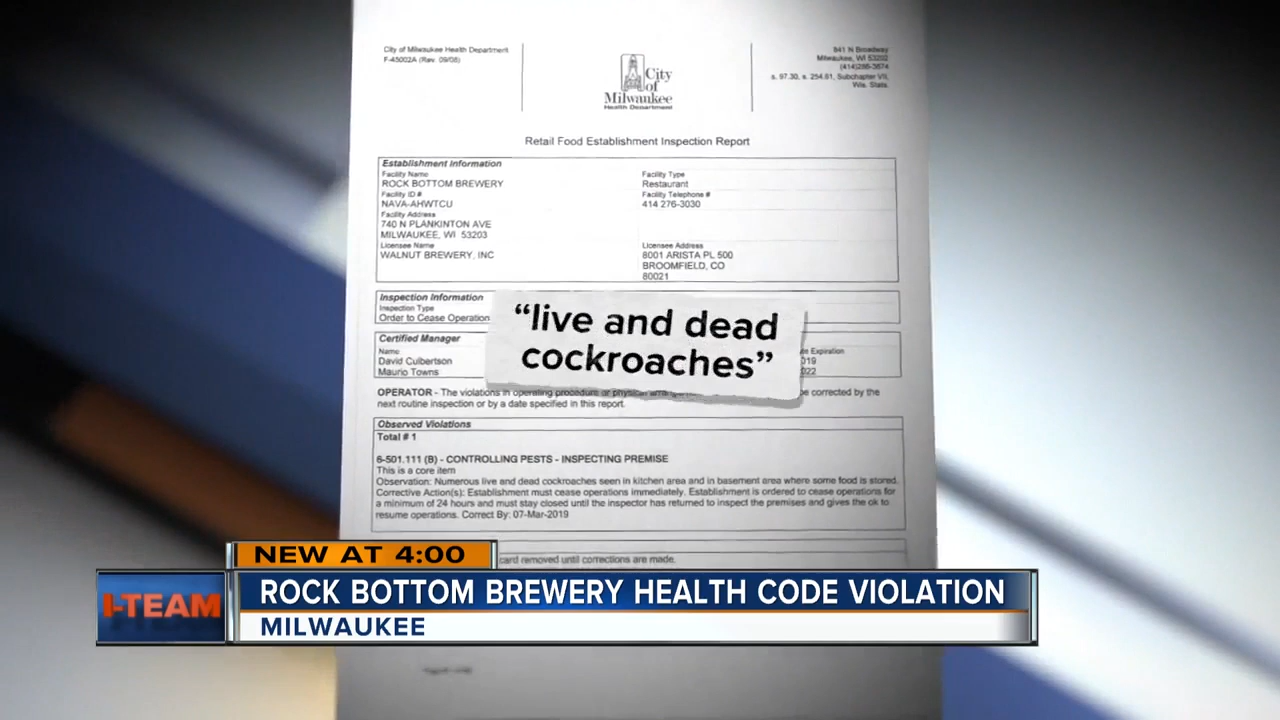 City of Milwaukee Health Department
F-45002A (Rev. 09/08)
City
of
Milwaukee
Health Department
841 N Broadway
Milwaukee, WI 53202
(414)286-3674
s. 97.30, s. 254.61, Subchapter VII,
Wis. Stats.
Retail Food Establishment Inspection Report
Establishment Information
Facility Name
ROCK BOTTOM BREWERY
Facility Type
Restaurant
Facility ID #
NAVA-AHWTCU
Facility Telephone #
414 276-3030
Facility Address
740 N PLANKINTON AVE
MILWAUKEE, WI 53203
Licensee Name
WALNUT BREWERY, INC
Licensee Address
8001 ARISTA PL 500
BROOMFIELD, CO
80021
Inspection Information
Inspection Type
Order to Cease Operation
“live and dead
cockroaches”
Certified Manager
Name
David Culbertson
Maurio Towns
Expiration
OPERATOR - The violations in operating procedure or physical be corrected by the
next routine inspection or by a date specified in this report.
Observed Violations
Total # 1
6-501.111 (B) - CONTROLLING PESTS - INSPECTING PREMISE
This is a core item
Observation: Numerous live and dead cockroaches seen in kitchen area and in basement area where some food is stored.
Corrective Action(s): Establishment must cease operations immediately. Establishment is ordered to cease operations for
a minimum of 24 hours and must stay closed until the inspector has returned to inspect the premises and gives the ok to
resume operations. Correct By: 07-Mar-2019
card removed until corrections are made.
NEW AT 4:00
I-TEAM
ROCK BOTTOM BREWERY HEALTH CODE VIOLATION
MILWAUKEE